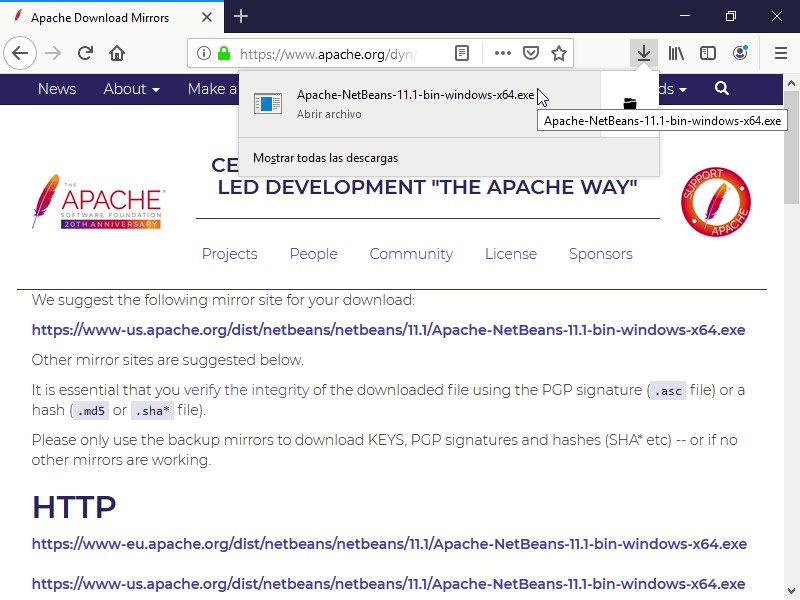 Apache Download Mirrors
https://www.apache.org/dyn/
News About Make a ds
Apache-NetBeans-11.1-bin-windows-x64.exe
Abrir archivo
Apache-NetBeans-11.1-bin-windows-x64.exe
Mostrar todas las descargas
CE
LED DEVELOPMENT "THE APACHE WAY"
THE
APACHE®
SOFTWARE FOUNDATION
20TH ANNIVERSARY
SUPPORT
APACHE
Projects People Community License Sponsors
We suggest the following mirror site for your download:
https://www-us.apache.org/dist/netbeans/netbeans/11.1/Apache-NetBeans-11.1-bin-windows-x64.exe
Other mirror sites are suggested below.
It is essential that you verify the integrity of the downloaded file using the PGP signature (.asc file) or a
hash (.md5 or .sha* file).
Please only use the backup mirrors to download KEYS, PGP signatures and hashes (SHA* etc) -- or if no
other mirrors are working.
HTTP
https://www-eu.apache.org/dist/netbeans/netbeans/11.1/Apache-NetBeans-11.1-bin-windows-x64.exe
https://www-us.apache.org/dist/netbeans/netbeans/11.1/Apache-NetBeans-11.1-bin-windows-x64.exe